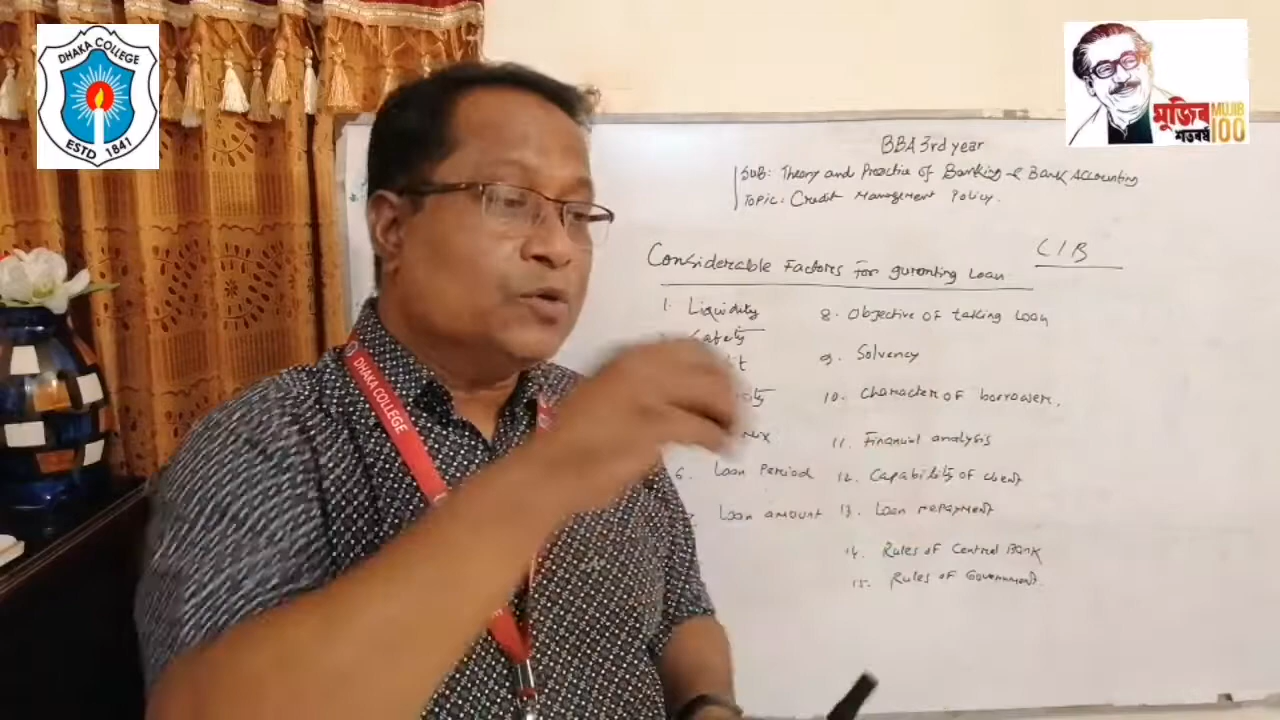 DHAKA COLLEGE
ESTD 1841
মুজিব
শতবর্ষ
MUJIB
100
BBA 3rd year
SUB: Theory and Practice of Banking & Bank Accounting
TOPIC: Credit Management Policy.
CIB
Considerable Factors for guranting Loan
1. Liquidity
Safety
6. Loan Period
Loan amount
8. Objective of taking Loan
9. Solvency
10. Character of borrower.
11. Financial analysis
12. Capability of client
13. Loan repayment
14. Rules of Central Bank
15. Rules of Government
DHAKA COLLEGE